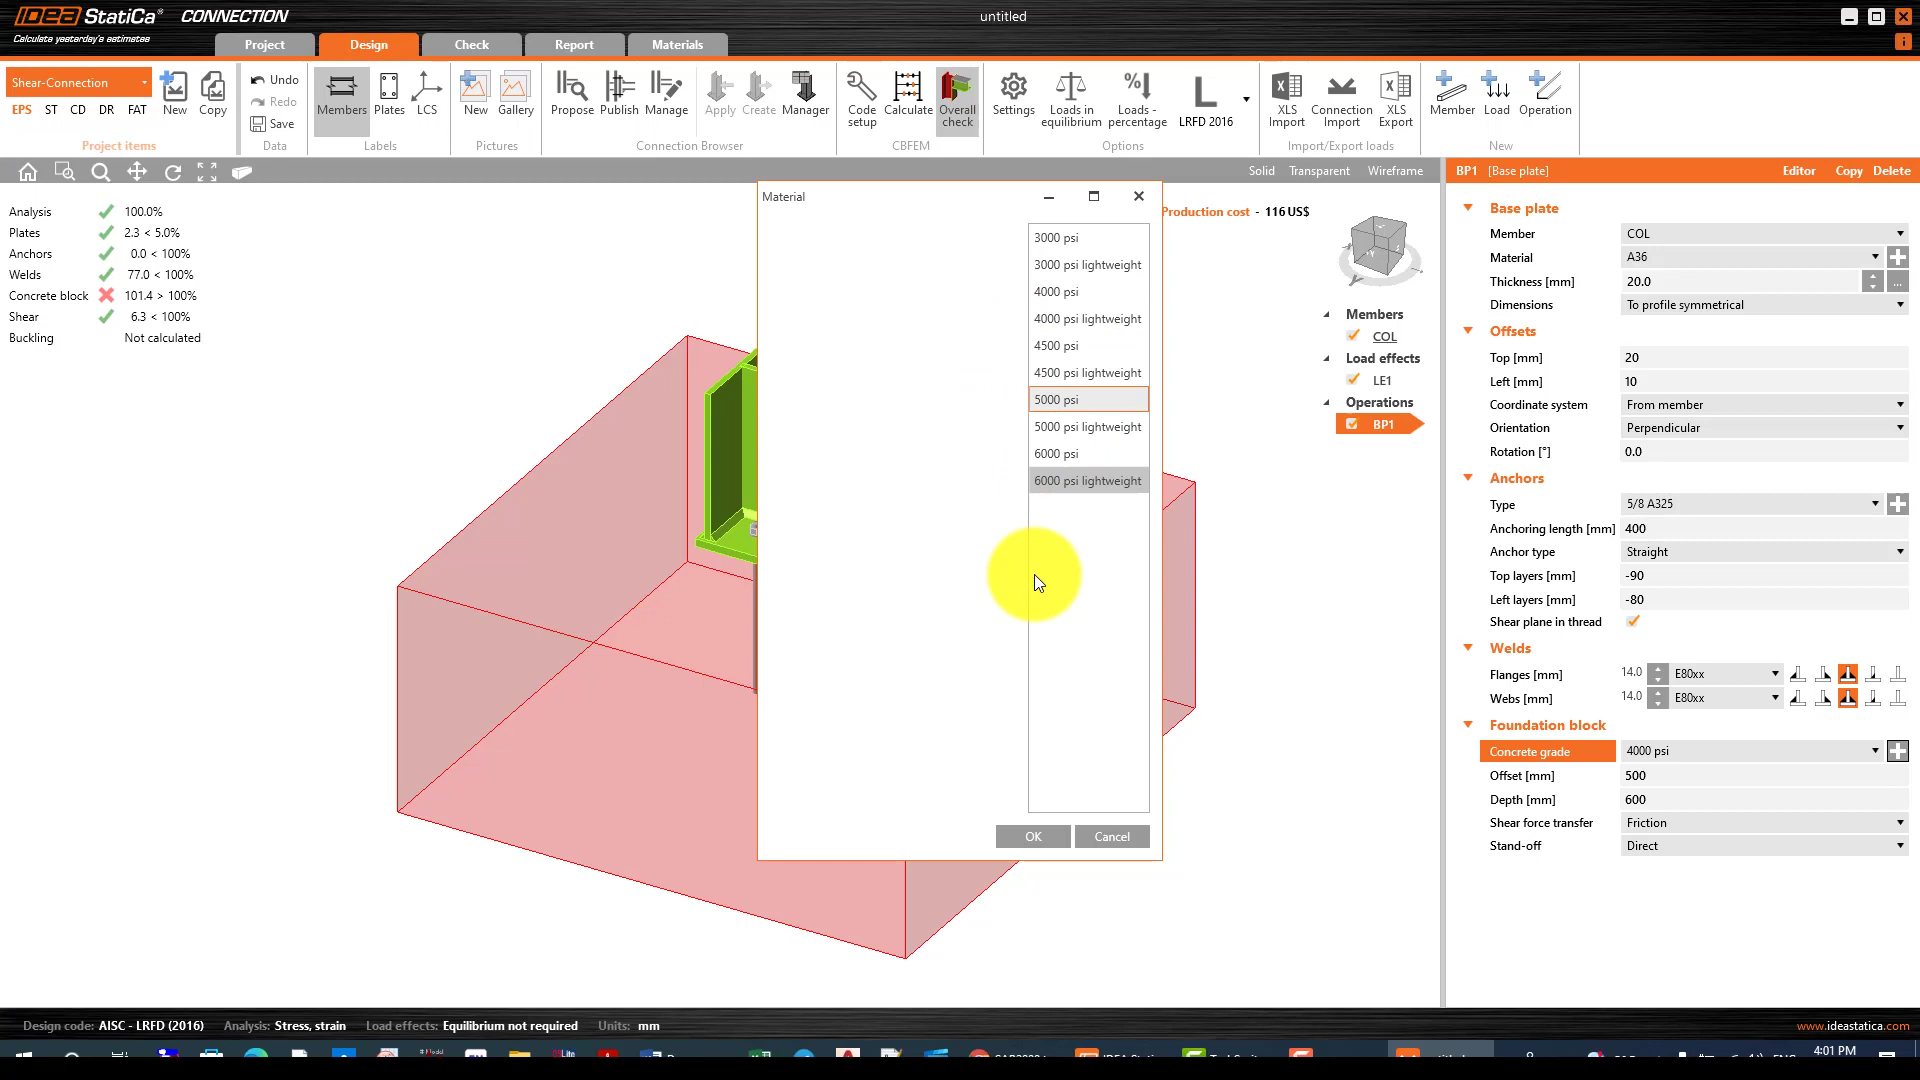 IDEA StatiCa® CONNECTION
Calculate yesterday's estimates
untitled
Project
Design
Check
Report
Materials
Shear-Connection
EPS ST CD DR FAT
New
Copy
Project items
Undo
Redo
Save
Data
Members
Plates
LCS
Labels
New
Gallery
Pictures
Propose
Publish
Manage
Apply
Create
Manager
Connection Browser
Code setup
Calculate
Overall check
CBFEM
Settings
Loads in equilibrium
Loads - percentage
LRFD 2016
Options
XLS Import
Connection Import
XLS Export
Import/Export loads
Member
Load
Operation
New
Solid
Transparent
Wireframe
BP1 [Base plate]
Editor
Copy
Delete
Analysis 100.0%
Plates 2.3 < 5.0%
Anchors 0.0 < 100%
Welds 77.0 < 100%
Concrete block 101.4 > 100%
Shear 6.3 < 100%
Buckling Not calculated
Material
3000 psi
3000 psi lightweight
4000 psi
4000 psi lightweight
4500 psi
4500 psi lightweight
5000 psi
5000 psi lightweight
6000 psi
6000 psi lightweight
OK
Cancel
Production cost - 116 US$
Members
COL
Load effects
LE1
Operations
BP1
Base plate
Member COL
Material A36
Thickness [mm] 20.0
Dimensions To profile symmetrical
Offsets
Top [mm] 20
Left [mm] 10
Coordinate system From member
Orientation Perpendicular
Rotation [°] 0.0
Anchors
Type 5/8 A325
Anchoring length [mm] 400
Anchor type Straight
Top layers [mm] -90
Left layers [mm] -80
Shear plane in thread
Welds
Flanges [mm] 14.0 E80xx
Webs [mm] 14.0 E80xx
Foundation block
Concrete grade 4000 psi
Offset [mm] 500
Depth [mm] 600
Shear force transfer Friction
Stand-off Direct
Design code: AISC - LRFD (2016) Analysis: Stress, strain Load effects: Equilibrium not required Units: mm
www.ideastatica.com
4:01 PM